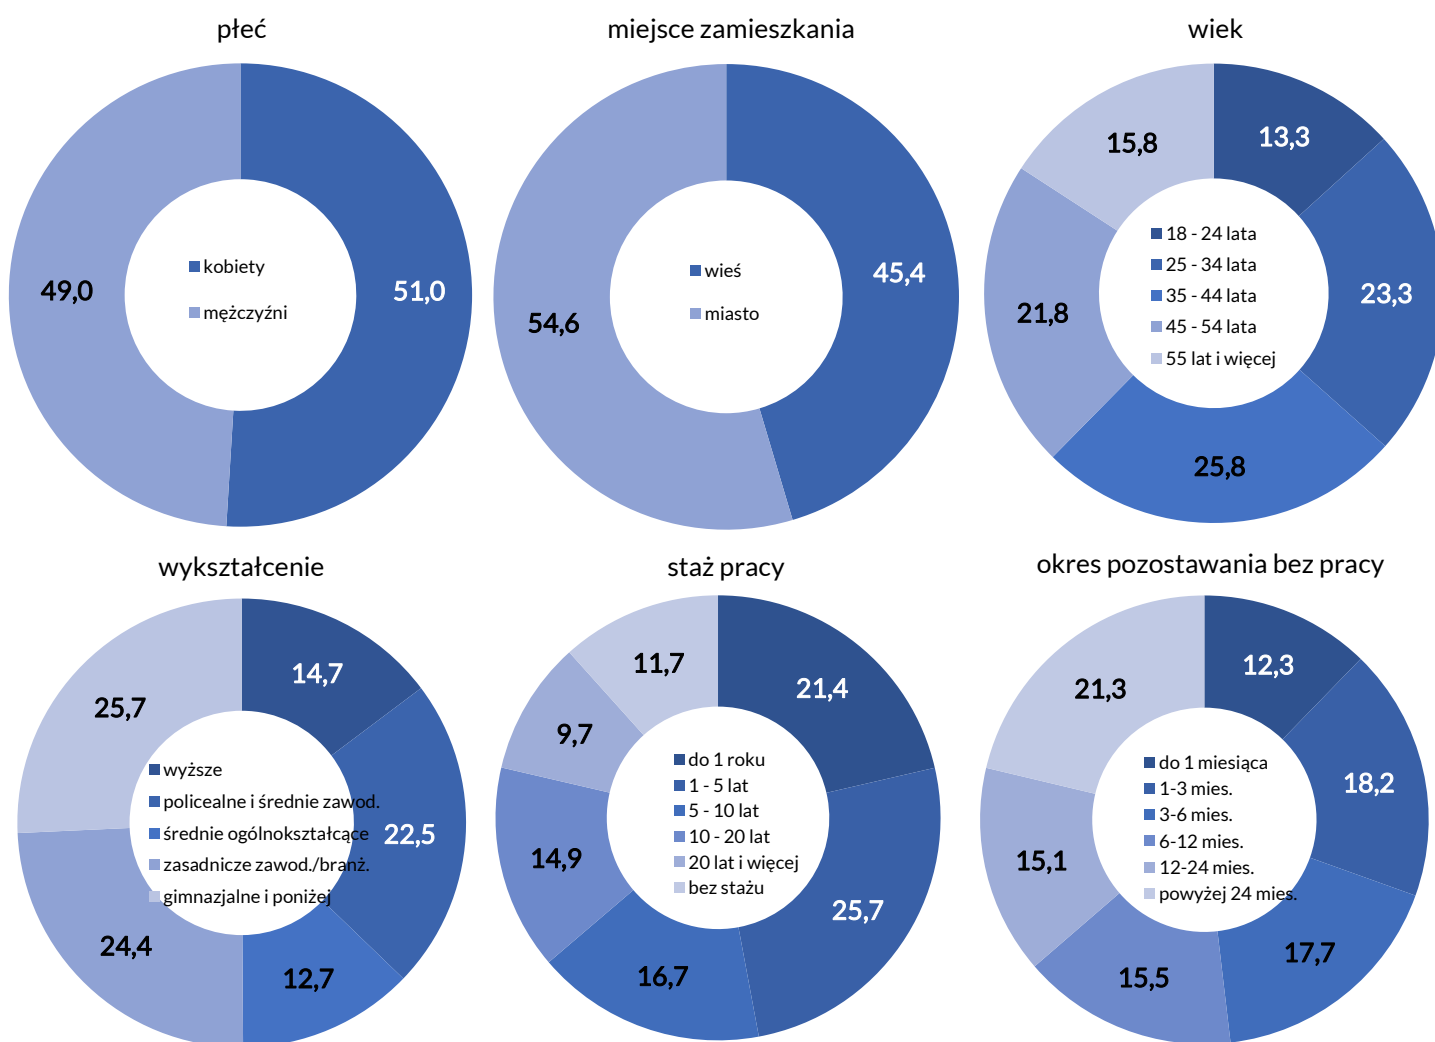 płeć
49,0
51,0
kobiety
mężczyźni
miejsce zamieszkania
54,6
45,4
wieś
miasto
wiek
15,8
13,3
21,8
23,3
25,8
18 - 24 lata
25 - 34 lata
35 - 44 lata
45 - 54 lata
55 lat i więcej
wykształcenie
25,7
14,7
22,5
24,4
12,7
wyższe
policealne i średnie zawod.
średnie ogólnokształcące
zasadnicze zawod./branż.
gimnazjalne i poniżej
staż pracy
11,7
21,4
9,7
14,9
25,7
16,7
do 1 roku
1 - 5 lat
5 - 10 lat
10 - 20 lat
20 lat i więcej
bez stażu
okres pozostawania bez pracy
21,3
12,3
18,2
15,1
17,7
15,5
do 1 miesiąca
1-3 mies.
3-6 mies.
6-12 mies.
12-24 mies.
powyżej 24 mies.